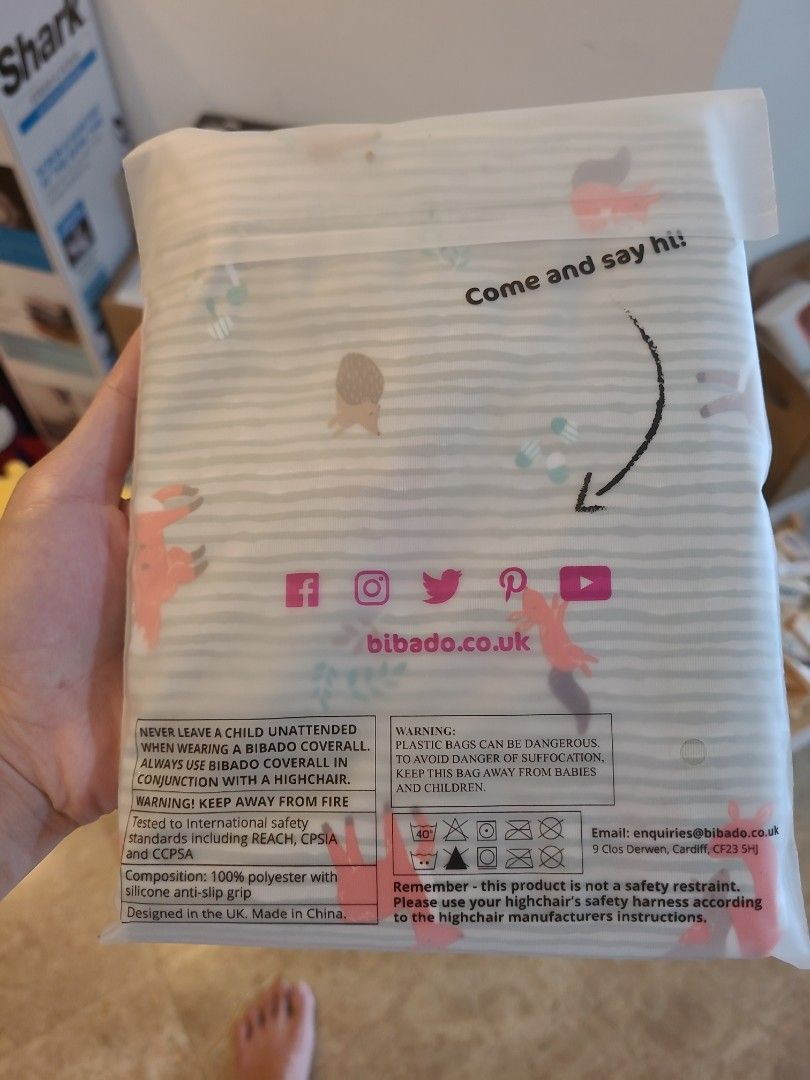 Shark
Come and say hi!
bibado.co.uk
NEVER LEAVE A CHILD UNATTENDED
WHEN WEARING A BIBADO COVERALL.
ALWAYS USE BIBADO COVERALL IN
CONJUNCTION WITH A HIGHCHAIR.
WARNING! KEEP AWAY FROM FIRE
Tested to International safety
standards including REACH, CPSIA
and CCPSA
Composition: 100% polyester with
silicone anti-slip grip
Designed in the UK. Made in China.
WARNING:
PLASTIC BAGS CAN BE DANGEROUS.
TO AVOID DANGER OF SUFFOCATION,
KEEP THIS BAG AWAY FROM BABIES
AND CHILDREN.
40°
Email: enquiries@bibado.co.uk
9 Clos Derwen, Cardiff, CF23 5HJ
Remember - this product is not a safety restraint.
Please use your highchair's safety harness according
to the highchair manufacturers instructions.